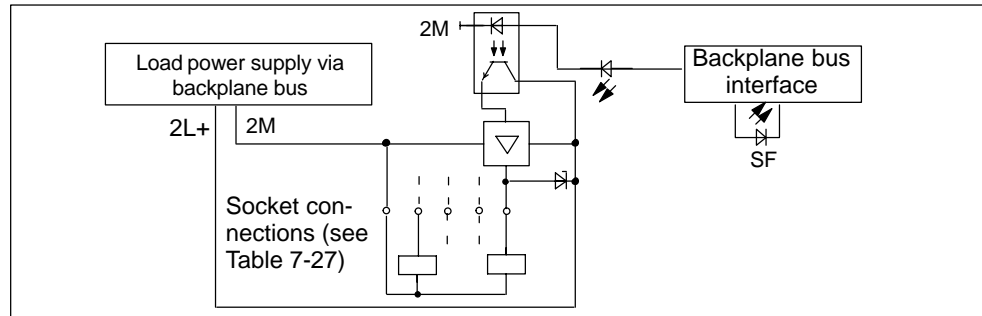 2M
Load power supply via
backplane bus
Backplane bus
interface
2L+
2M
SF
Socket con-
nections (see
Table 7-27)